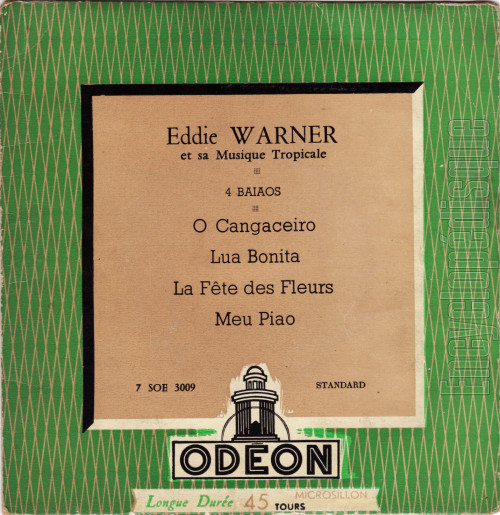 Eddie WARNER
et sa Musique Tropicale
4 BAIAOS
O Cangaceiro
Lua Bonita
La Fête des Fleurs
Meu Piao
7 SOE 3009 STANDARD
ODEON
Longue Durée 45 TOURS
MICROSILLON
Encyclopédisque